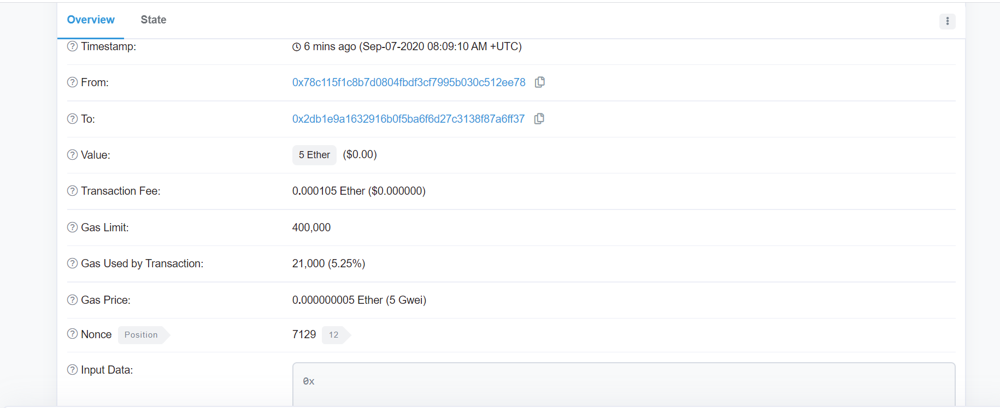 Overview State
Timestamp: 6 mins ago (Sep-07-2020 08:09:10 AM +UTC)
From: 0x78c115f1c8b7d0804fbdf3cf7995b030c512ee78
To: 0x2db1e9a1632916b0f5ba6f6d27c3138f87a6ff37
Value: 5 Ether ($0.00)
Transaction Fee: 0.000105 Ether ($0.000000)
Gas Limit: 400,000
Gas Used by Transaction: 21,000 (5.25%)
Gas Price: 0.000000005 Ether (5 Gwei)
Nonce Position 7129 12
Input Data: 0x